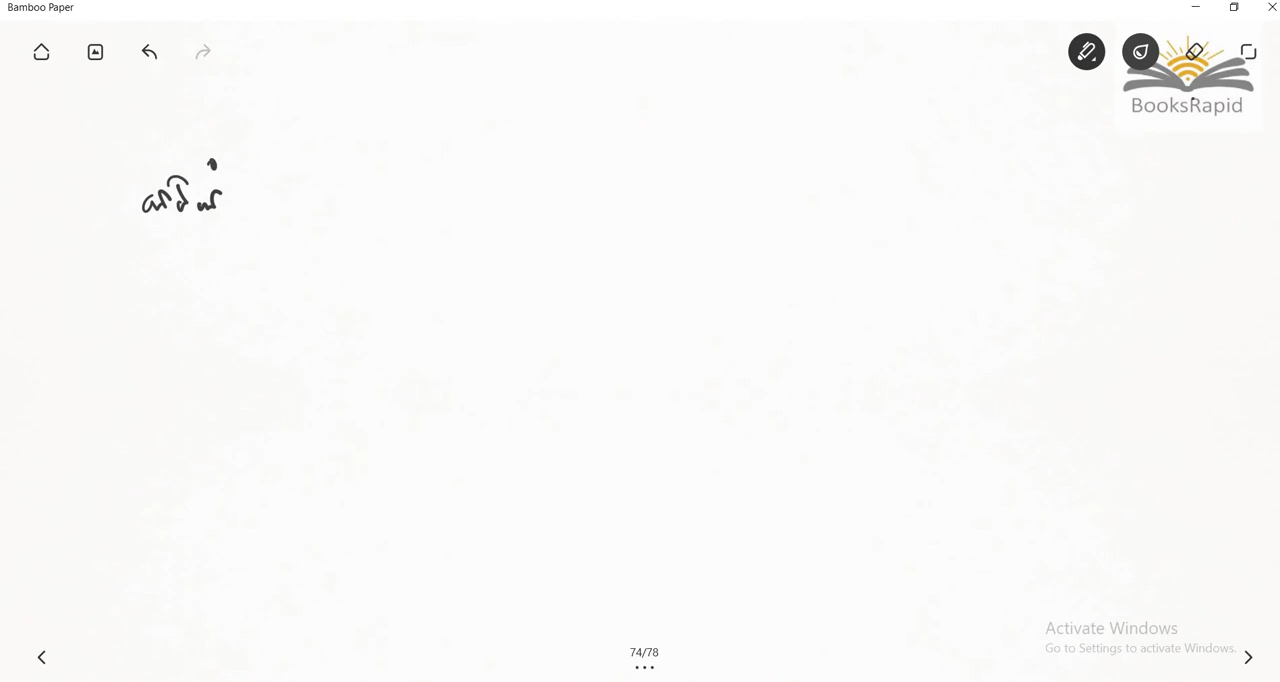 Bamboo Paper
BooksRapid
Activate Windows
Go to Settings to activate Windows.
74/78